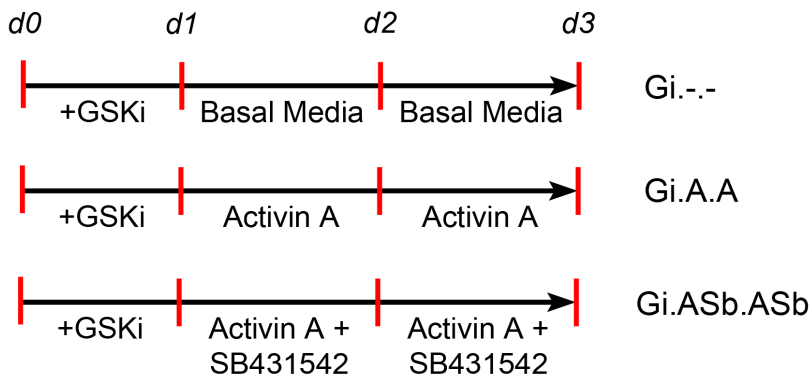 d0 d1 d2 d3
Gi.-.-
+GSKi Basal Media Basal Media
Gi.A.A
+GSKi Activin A Activin A
Gi.ASb.ASb
+GSKi Activin A + Activin A +
SB431542 SB431542